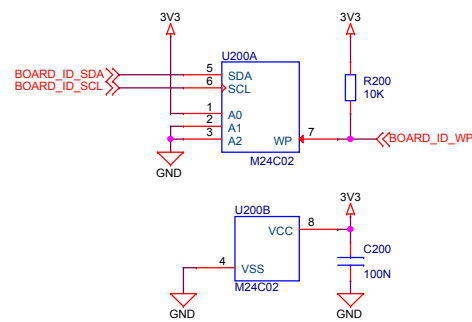 3V3
3V3
U200A
BOARD_ID_SDA
5
SDA
BOARD_ID_SCL
6
SCL
R200
10K
1
A0
2
A1
3
A2
WP
7
BOARD_ID_WP
M24C02
GND
3V3
U200B
VCC
8
C200
4
VSS
100N
M24C02
GND
GND